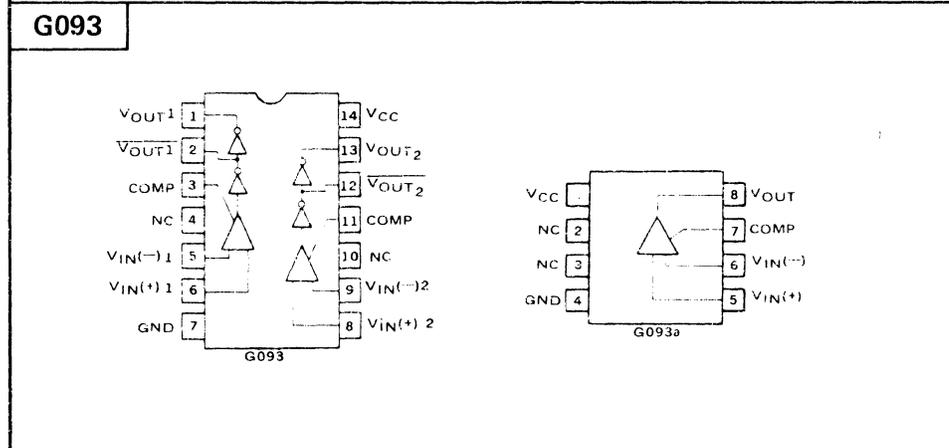 G093
VOUT1 1
VOUT1 2
COMP 3
NC 4
VIN(-)1 5
VIN(+)1 6
GND 7
14 VCC
13 VOUT2
12 VOUT2
11 COMP
10 NC
9 VIN(-)2
8 VIN(+)2
G093
VCC
NC 2
NC 3
GND 4
8 VOUT
7 COMP
6 VIN(-)
5 VIN(+)
G093a